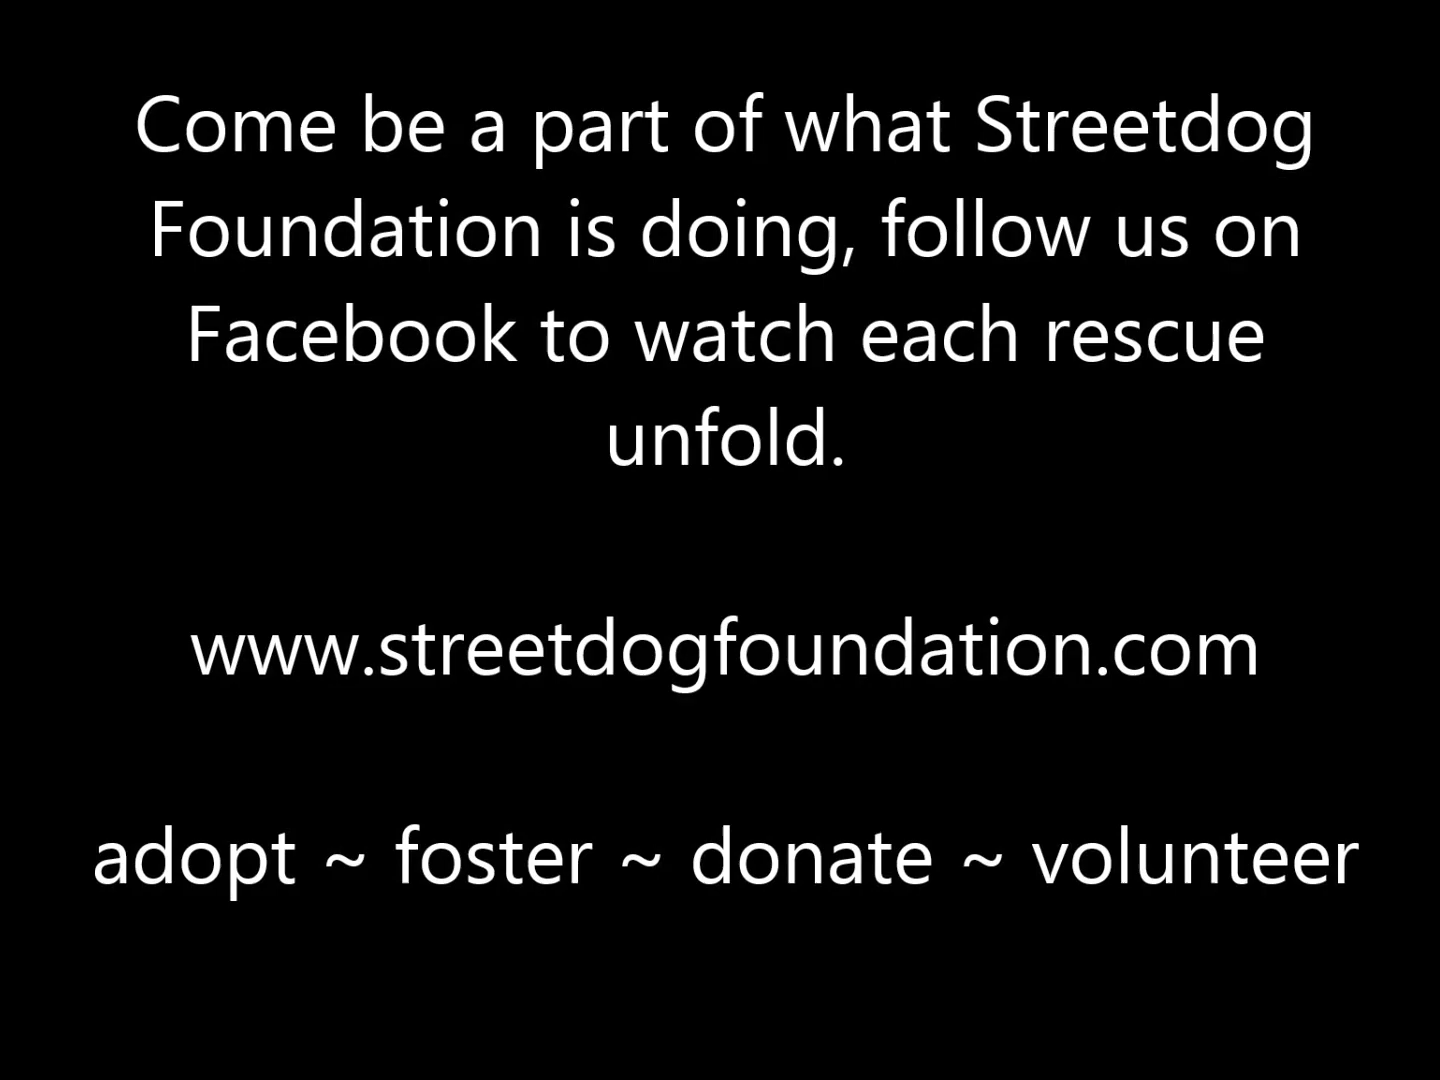 Come be a part of what Streetdog
Foundation is doing, follow us on
Facebook to watch each rescue
unfold.
www.streetdogfoundation.com
adopt ~ foster ~ donate ~ volunteer